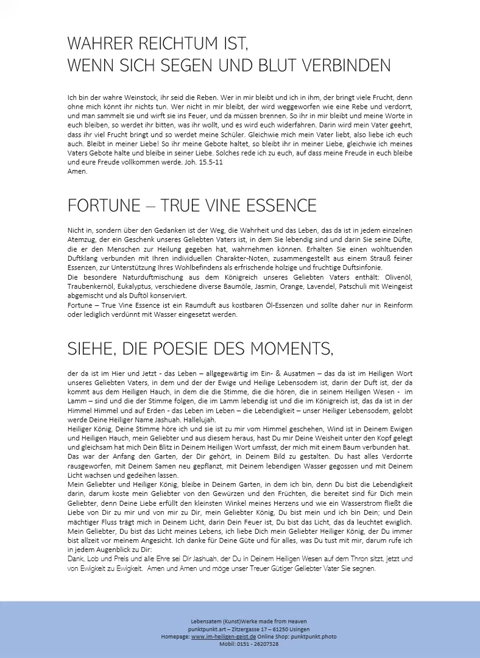 WAHRER REICHTUM IST,
WENN SICH SEGEN UND BLUT VERBINDEN
Ich bin der wahre Weinstock, ihr seid die Reben. Wer in mir bleibt und ich in ihm, der bringt viele Frucht, denn
ohne mich könnt ihr nichts tun. Wer nicht in mir bleibt, der wird weggeworfen wie eine Rebe und verdorrt,
und man sammelt sie und wirft sie ins Feuer, und da müssen brennen. So ihr in mir bleibt und meine Worte in
euch bleiben, so werdet ihr bitten, was ihr wollt, und es wird euch widerfahren. Darin wird mein Vater geehrt,
dass ihr viel Frucht bringt und so werdet meine Schüler. Gleichwie mich mein Vater liebt, also liebe ich euch
auch. Bleibt in meiner Liebe! So ihr meine Gebote haltet, so bleibt ihr in meiner Liebe, gleichwie ich meines
Vaters Gebote halte und bleibe in seiner Liebe. Solches rede ich zu euch, auf dass meine Freude in euch bleibe
und eure Freude vollkommen werde. Joh. 15.5-11
Amen.
FORTUNE – TRUE VINE ESSENCE
Nicht in, sondern über den Gedanken ist der Weg, die Wahrheit und das Leben, das da ist in jedem einzelnen
Atemzug, der ein Geschenk unseres Geliebten Vaters ist, in dem Sie lebendig sind und darin Sie seine Düfte,
die er den Menschen zur Heilung gegeben hat, wahrnehmen können. Erhalten Sie einen wohltuenden
Duftklang verbunden mit Ihren individuellen Charakter-Noten, zusammengestellt aus einem Strauß feiner
Essenzen, zur Unterstützung Ihres Wohlbefindens als erfrischende holzige und fruchtige Duftsinfonie.
Die besondere Naturduftmischung aus dem Königreich unseres Geliebten Vaters enthält: Olivenöl,
Traubenkernöl, Eukalyptus, verschiedene diverse Baumöle, Jasmin, Orange, Lavendel, Patschuli mit Weingeist
abgemischt und als Duftöl konserviert.
Fortune – True Vine Essence ist ein Raumduft aus kostbaren Öl-Essenzen und sollte daher nur in Reinform
oder lediglich verdünnt mit Wasser eingesetzt werden.
SIEHE, DIE POESIE DES MOMENTS,
der da ist im Hier und Jetzt - das Leben – allgegenwärtig im Ein- & Ausatmen – das da ist im Heiligen Wort
unseres Geliebten Vaters, in dem und der der Ewige und Heilige Lebensodem ist, darin der Duft ist, der da
kommt aus dem Heiligen Hauch, in dem die die Stimme, die die hören, die in seinem Heiligen Wesen - im
Lamm – sind und die der Stimme folgen, die im Lamm lebendig ist und die im Königreich ist, das da ist in der
Himmel Himmel und auf Erden - das Leben im Leben – die Lebendigkeit – unser Heiliger Lebensodem, gelobt
werde Deine Heiliger Name Jashuah. Hallelujah.
Heiliger König, Deine Stimme höre ich und sie ist zu mir vom Himmel geschehen, Wind ist in Deinem Ewigen
und Heiligen Hauch, mein Geliebter und aus diesem heraus, hast Du mir Deine Weisheit unter den Kopf gelegt
und gleichsam hat mich Dein Blitz in Deinem Heiligen Wort umfasst, der mich mit einem Baum verbunden hat.
Das war der Anfang den Garten, der Dir gehört, in Deinem Bild zu gestalten. Du hast alles Verdorrte
rausgeworfen, mit Deinem Samen neu gepflanzt, mit Deinem lebendigen Wasser gegossen und mit Deinem
Licht wachsen und gedeihen lassen.
Mein Geliebter und Heiliger König, bleibe in Deinem Garten, in dem ich bin, denn Du bist die Lebendigkeit
darin, darum koste mein Geliebter von den Gewürzen und den Früchten, die bereitet sind für Dich mein
Geliebter, denn Deine Liebe erfüllt den kleinsten Winkel meines Herzens und wie ein Wasserstrom fließt die
Liebe von Dir zu mir und von mir zu Dir, mein Geliebter König, Du bist mein und ich bin Dein; und Dein
mächtiger Fluss trägt mich in Deinem Licht, darin Dein Feuer ist, Du bist das Licht, das da leuchtet ewiglich.
Mein Geliebter, Du bist das Licht meines Lebens, ich liebe Dich mein Geliebter Heiliger König, der Du immer
bist allzeit vor meinem Angesicht. Ich danke für Deine Güte und für alles, was Du tust mit mir, darum rufe ich
in jedem Augenblick zu Dir:
Dank, Lob und Preis und alle Ehre sei Dir Jashuah, der Du in Deinem Heiligen Wesen auf dem Thron sitzt, jetzt und
von Ewigkeit zu Ewigkeit. Amen und Amen und möge unser Treuer Gütiger Geliebter Vater Sie segnen.
Lebensatem (Kunst)Werke made from Heaven
punktpunkt.art – Zitzergasse 17 – 61250 Usingen
Homepage: www.im-heiligen-geist.de Online Shop: punktpunkt.photo
Mobil: 0151 - 26207528